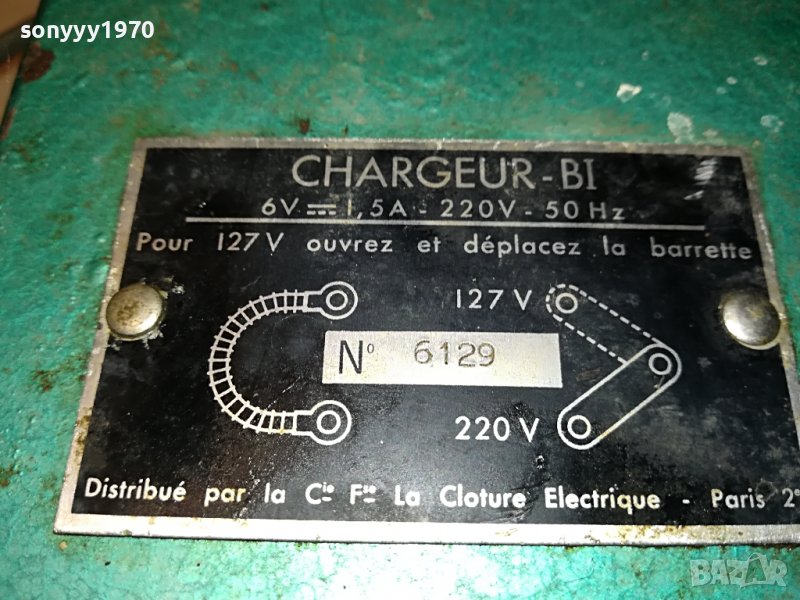 sonyyy1970
CHARGEUR-BI
6V⎓1,5A - 220V - 50 Hz
Pour 127V ouvrez et déplacez la barrette
127 V
N° 6129
220 V
Distribué par la Cie Fse La Cloture Electrique - Paris 2e
BAZAR